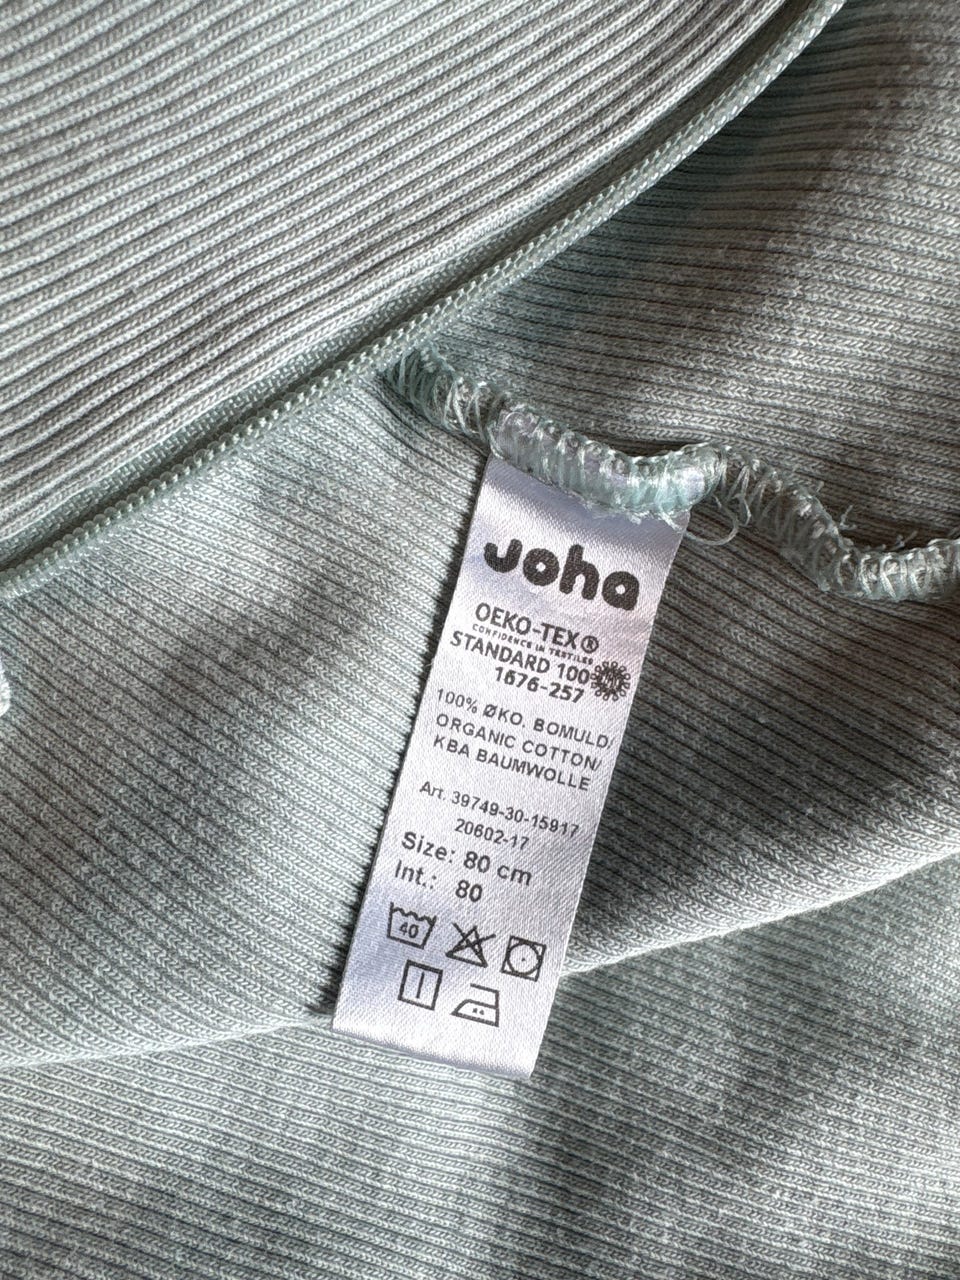 Joha
OEKO-TEX®
CONFIDENCE IN TEXTILES
STANDARD 100
1676-257
100% ØKO. BOMULD/
ORGANIC COTTON/
KBA BAUMWOLLE
Art. 39749-30-15917
20602-17
Size: 80 cm
Int.: 80
40